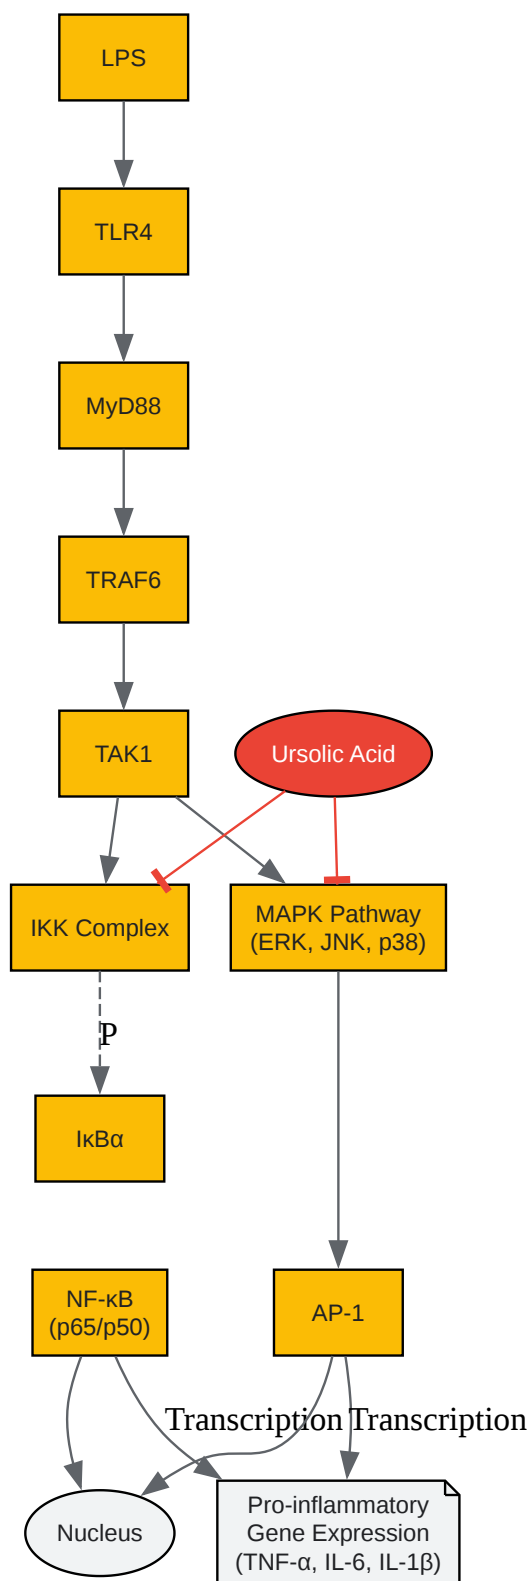 LPS
TLR4
MyD88
TRAF6
TAK1
Ursolic Acid
IKK Complex
MAPK Pathway
(ERK, JNK, p38)
P
IκBα
NF-κB
(p65/p50)
AP-1
Transcription
Transcription
Nucleus
Pro-inflammatory
Gene Expression
(TNF-α, IL-6, IL-1β)